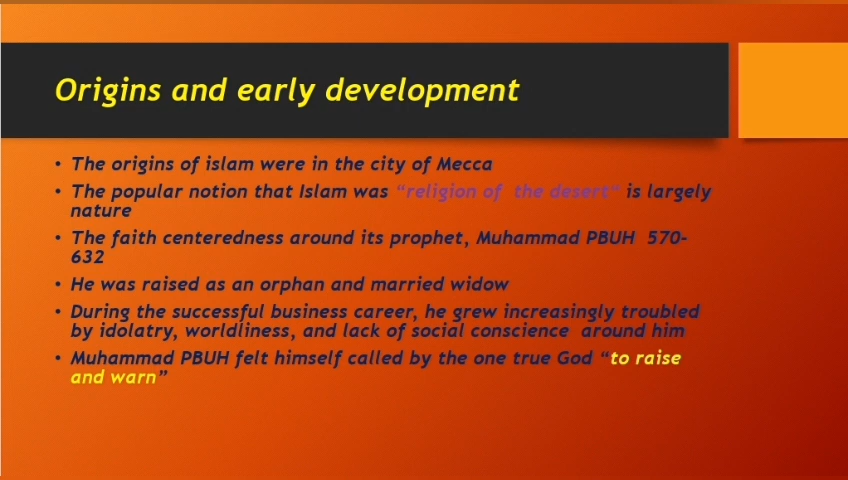 Origins and early development
• The origins of islam were in the city of Mecca
• The popular notion that Islam was “religion of the desert” is largely
nature
• The faith centeredness around its prophet, Muhammad PBUH 570-
632
• He was raised as an orphan and married widow
• During the successful business career, he grew increasingly troubled
by idolatry, worldliness, and lack of social conscience around him
• Muhammad PBUH felt himself called by the one true God “to raise
and warn”